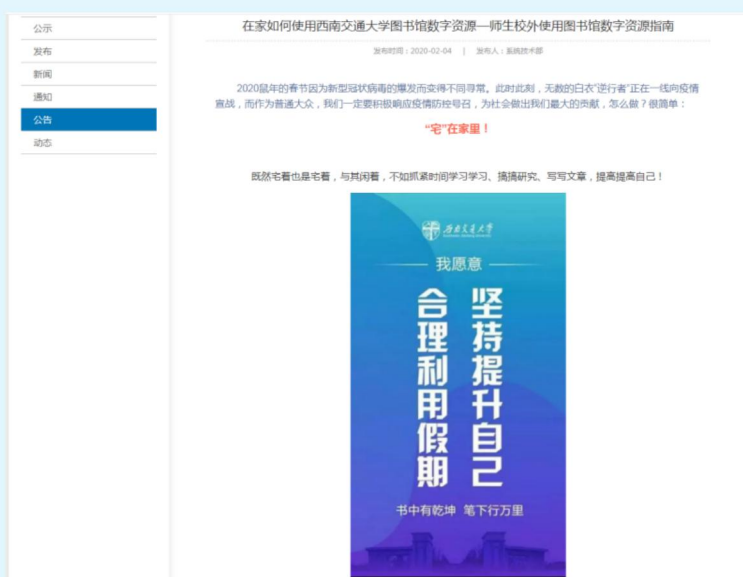 公示
发布
新闻
通知
公告
动态
在家如何使用西南交通大学图书馆数字资源—师生校外使用图书馆数字资源指南
发布时间：2020-02-04 | 发布人：系统技术部
2020鼠年的春节因为新型冠状病毒的爆发而变得不同寻常。此时此刻，无数的白衣“逆行者”正在一线向疫情
宣战，而作为普通大众，我们一定要积极响应疫情防控号召，为社会做出我们最大的贡献，怎么做？很简单：
“宅”在家里！
既然宅着也是宅着，与其闲着，不如抓紧时间学习学习、搞搞研究、写写文章，提高提高自己！
西南交通大学
我愿意
坚持提升自己
合理利用假期
书中有乾坤 笔下行万里